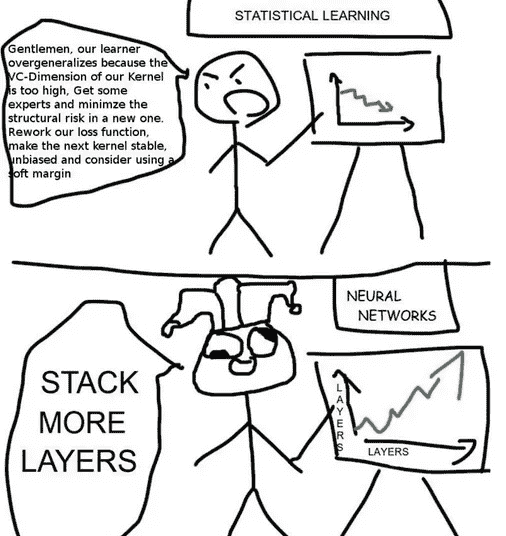 STATISTICAL LEARNING
Gentlemen, our learner
overgeneralizes because the
VC-Dimension of our Kernel
is too high, Get some
experts and minimze the
structural risk in a new one.
Rework our loss function,
make the next kernel stable,
unbiased and consider using a
soft margin
NEURAL
NETWORKS
STACK
MORE
LAYERS
LAYERS
LAYERS